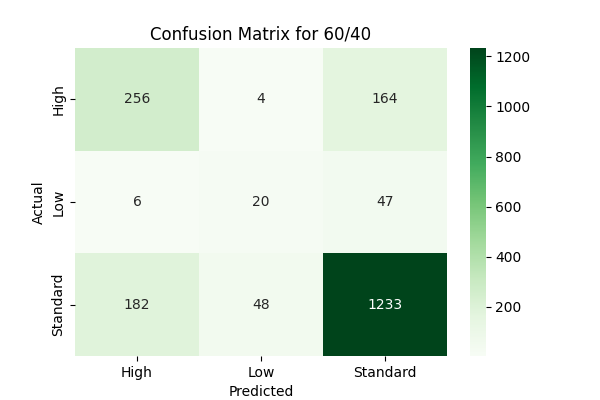 Confusion Matrix for 60/40
High 256 4 164
Low 6 20 47
Standard 182 48 1233
Actual
High Low Standard
Predicted
1200
1000
800
600
400
200